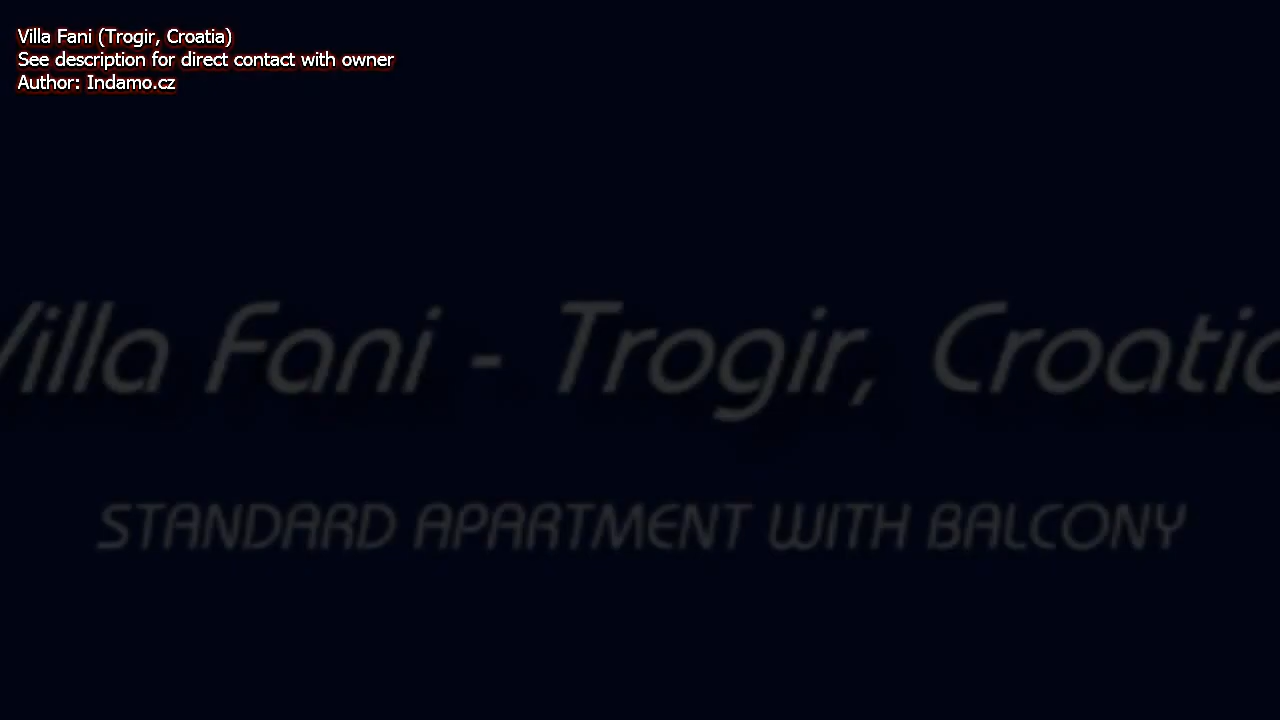 Villa Fani (Trogir, Croatia)
See description for direct contact with owner
Author: Indamo.cz
Villa Fani - Trogir, Croatia
STANDARD APARTMENT WITH BALCONY